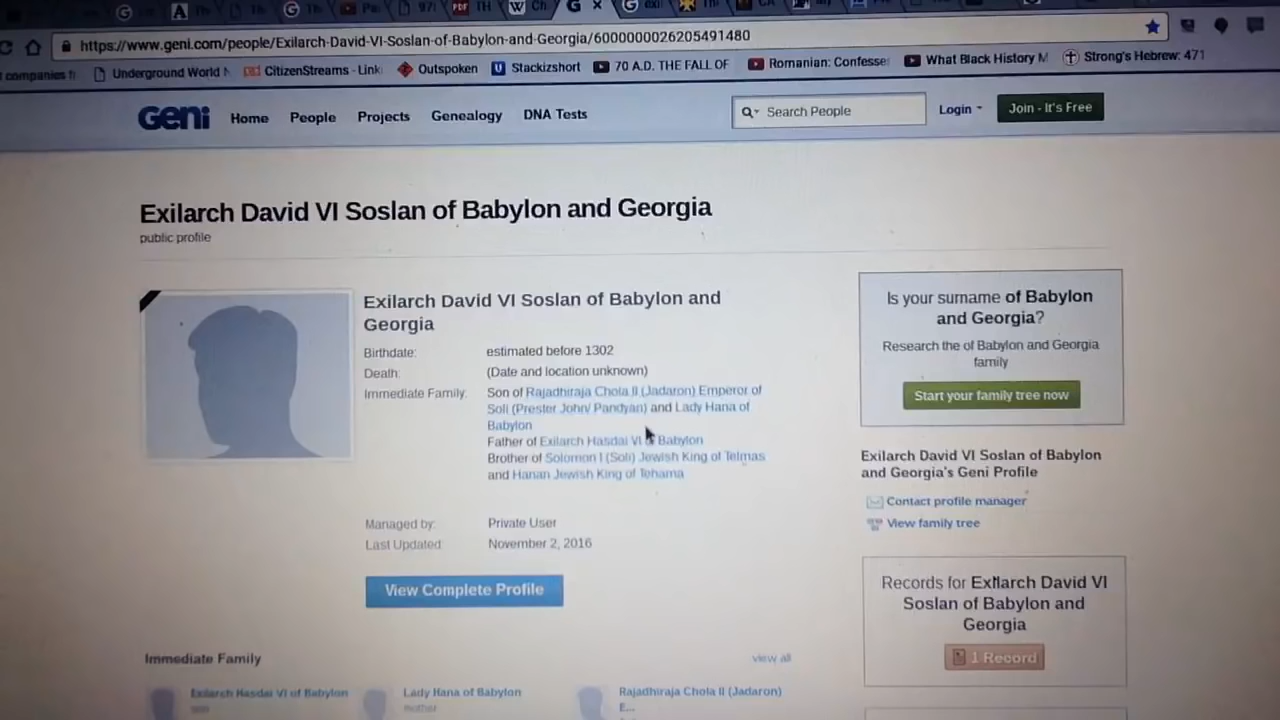 https://www.geni.com/people/Exilarch-David-VI-Soslan-of-Babylon-and-Georgia/6000000026205491480
companies fr Underground World CitizenStreams - Link Outspoken Stackizshort 70 A.D. THE FALL OF Romanian: Confesse What Black History M Strong's Hebrew: 471
Geni Home People Projects Genealogy DNA Tests Search People Login Join - It's Free
Exilarch David VI Soslan of Babylon and Georgia
public profile
Exilarch David VI Soslan of Babylon and
Georgia
Birthdate: estimated before 1302
Death: (Date and location unknown)
Immediate Family: Son of Rajadhiraja Chola II (Jadaron) Emperor of
Soli (Prester John/ Pandyan) and Lady Hana of
Babylon
Father of Exilarch Hasdai VI of Babylon
Brother of Solomon I (Soli) Jewish King of Telmas
and Hanan Jewish King of Tehama
Managed by: Private User
Last Updated: November 2, 2016
View Complete Profile
Immediate Family view all
Exilarch Hasdai VI of Babylon
son
Lady Hana of Babylon
mother
Rajadhiraja Chola II (Jadaron)
E...
Is your surname of Babylon
and Georgia?
Research the of Babylon and Georgia
family
Start your family tree now
Exilarch David VI Soslan of Babylon
and Georgia's Geni Profile
Contact profile manager
View family tree
Records for Exilarch David VI
Soslan of Babylon and
Georgia
1 Record